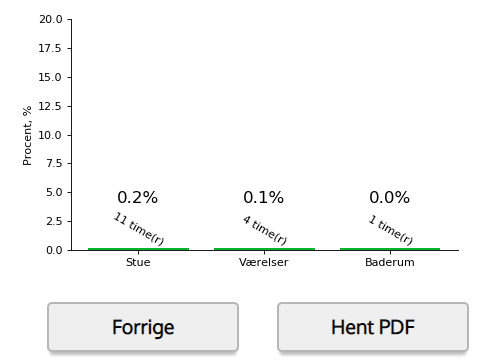 20.0
17.5
15.0
12.5
10.0
7.5
5.0
2.5
0.0
Procent, %
0.2% 0.1% 0.0%
11 time(r) 4 time(r) 1 time(r)
Stue Værelser Baderum
Forrige Hent PDF